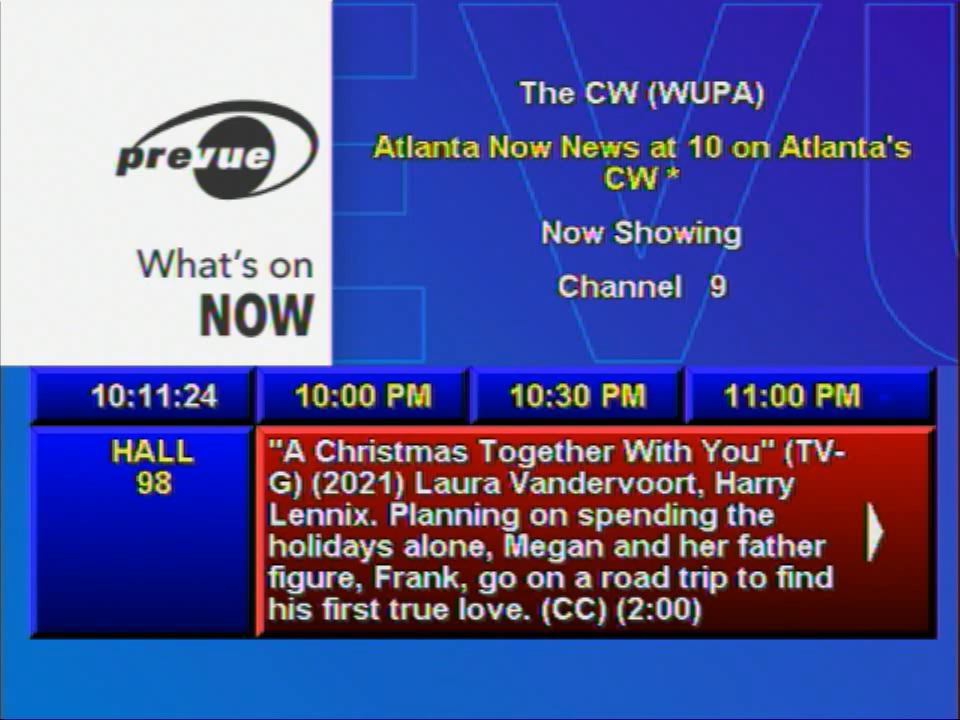 prevue
What's on
NOW
The CW (WUPA)
Atlanta Now News at 10 on Atlanta's
CW *
Now Showing
Channel 9
10:11:24
10:00 PM
10:30 PM
11:00 PM
HALL
98
"A Christmas Together With You" (TV-
G) (2021) Laura Vandervoort, Harry
Lennix. Planning on spending the
holidays alone, Megan and her father
figure, Frank, go on a road trip to find
his first true love. (CC) (2:00)